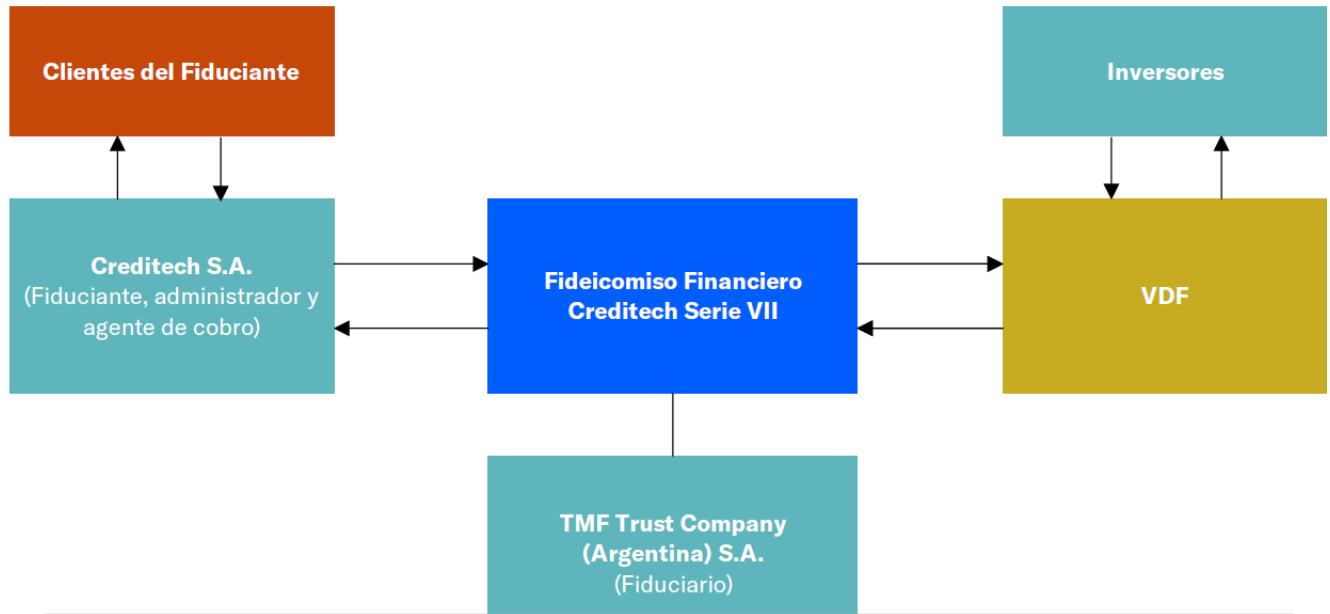 Clientes del Fiduciante
Inversores
Creditech S.A.
(Fiduciante, administrador y
agente de cobro)
Fideicomiso Financiero
Creditech Serie VII
VDF
TMF Trust Company
(Argentina) S.A.
(Fiduciario)